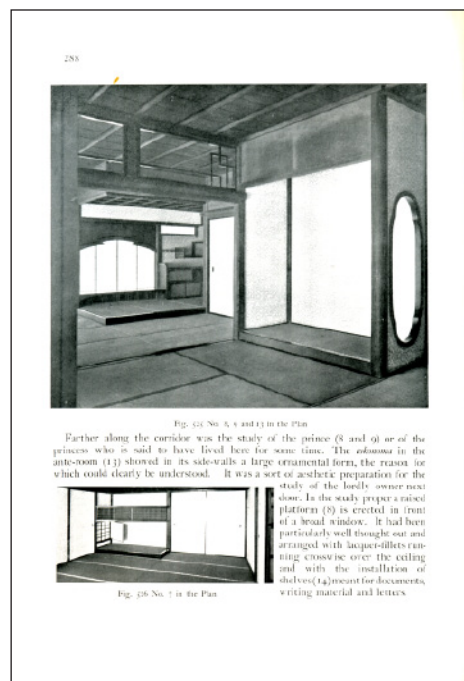 288
Fig. 525 No. 8, 9 and 13 in the Plan
Farther along the corridor was the study of the prince (8 and 9) or of the
princess who is said to have lived here for some time. The tokonoma in the
ante-room (13) showed in its side-walls a large ornamental form, the reason for
which could clearly be understood. It was a sort of aesthetic preparation for the
study of the lordly owner next
door. In the study proper a raised
platform (8) is erected in front
of a broad window. It had been
particularly well thought out and
arranged with lacquer-fillets run-
ning crosswise over the ceiling
and with the installation of
shelves (14) meant for documents,
writing material and letters.
Fig. 526 No. 7 in the Plan